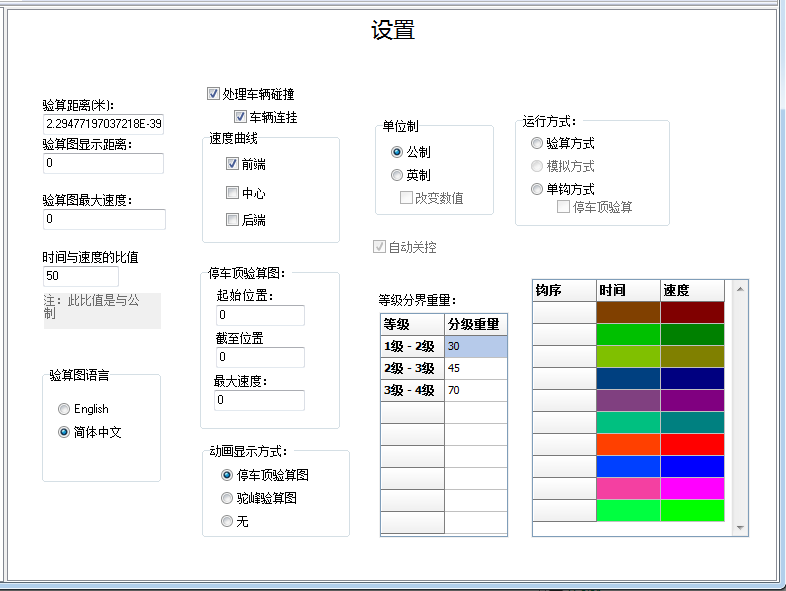 设置
验算距离(米):
2.29477197037218E-39
验算图显示距离:
0
验算图最大速度:
0
时间与速度的比值
50
注: 此比值是与公
制
验算图语言
English
简体中文
处理车辆碰撞
车辆连挂
速度曲线
前端
中心
后端
停车顶验算图:
起始位置:
0
截至位置
0
最大速度:
0
动画显示方式:
停车顶验算图
驼峰验算图
无
单位制
公制
英制
改变数值
自动关控
运行方式:
验算方式
模拟方式
单钩方式
停车顶验算
等级分界重量:
等级 分级重量
1级 - 2级 30
2级 - 3级 45
3级 - 4级 70
钩序 时间 速度